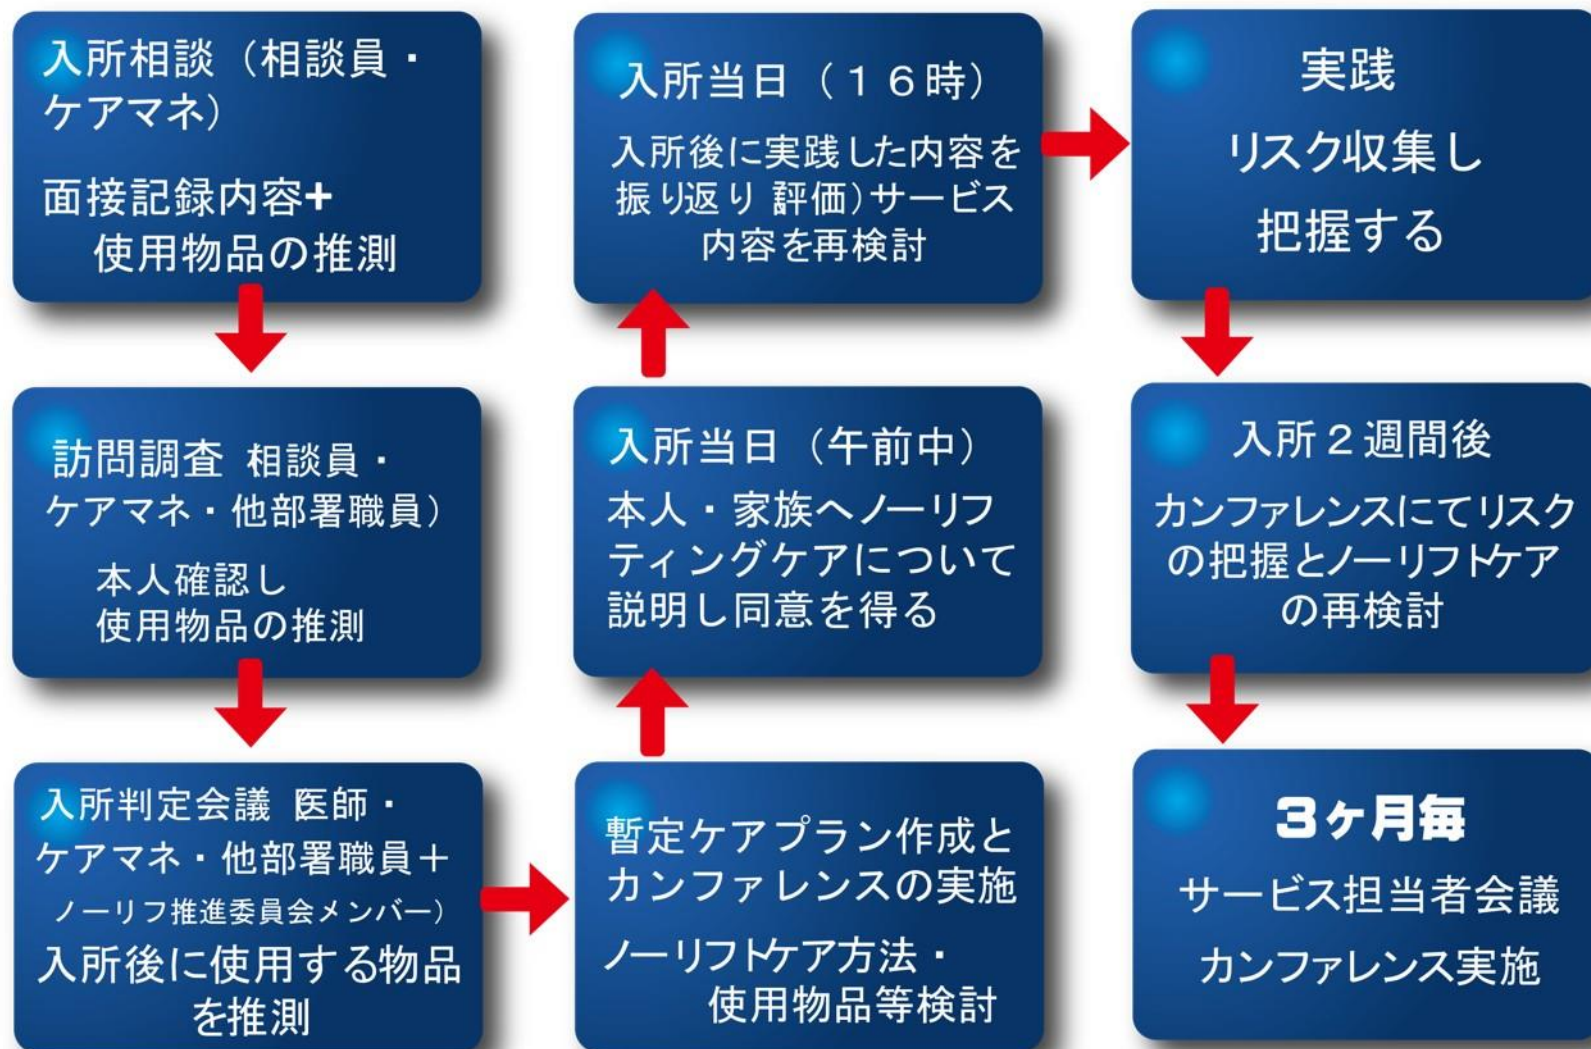 入所相談（相談員・
ケアマネ）
面接記録内容+
使用物品の推測
訪問調査 相談員・
ケアマネ・他部署職員）
本人確認し
使用物品の推測
入所判定会議 医師・
ケアマネ・他部署職員＋
ノーリフ推進委員会メンバー）
入所後に使用する物品
を推測
暫定ケアプラン作成と
カンファレンスの実施
ノーリフトケア方法・
使用物品等検討
入所当日（午前中）
本人・家族へノーリフ
ティングケアについて
説明し同意を得る
入所当日（１６時）
入所後に実践した内容を
振り返り 評価）サービス
内容を再検討
実践
リスク収集し
把握する
入所２週間後
カンファレンスにてリスク
の把握とノーリフトケア
の再検討
3ヶ月毎
サービス担当者会議
カンファレンス実施